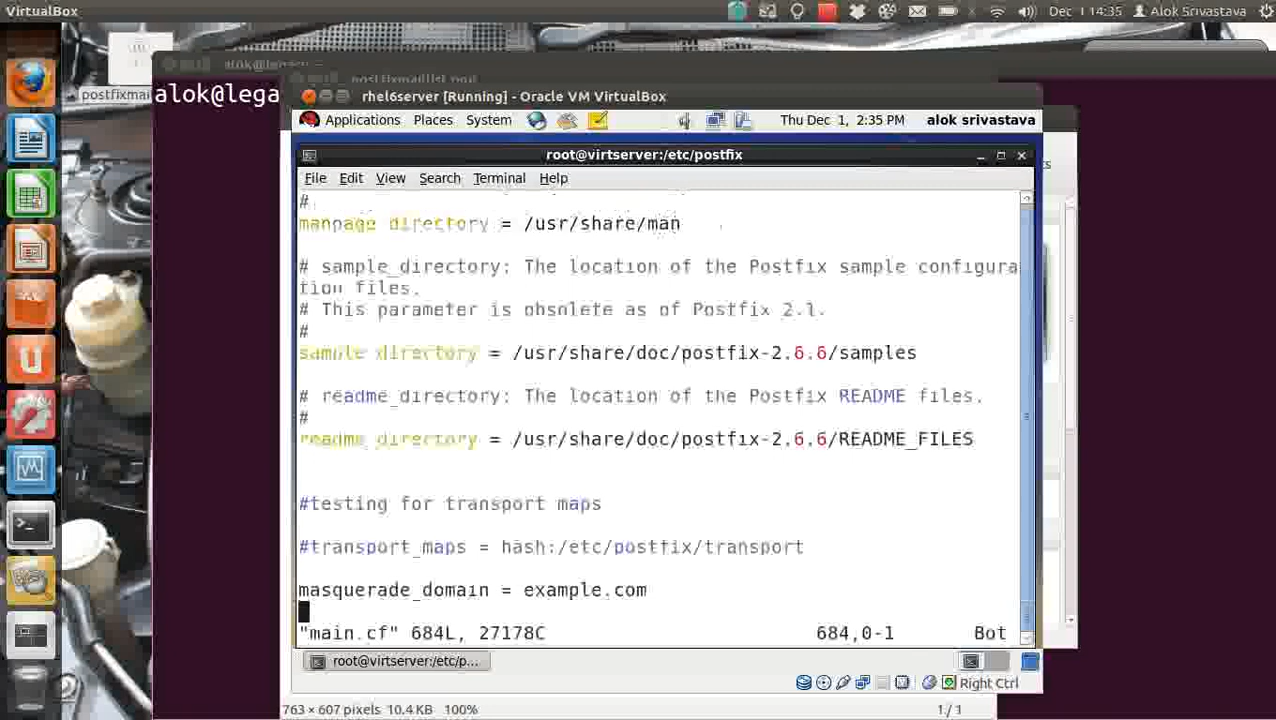 VirtualBox
Dec 1 14:35
Alok Srivastava
alok@legacy: ~
postfixmai
alok@lega
rhel6server [Running] - Oracle VM VirtualBox
Applications Places System
Thu Dec 1, 2:35 PM
alok srivastava
root@virtserver:/etc/postfix
File Edit View Search Terminal Help
#
manpage_directory = /usr/share/man
# sample_directory: The location of the Postfix sample configura
tion files.
# This parameter is obsolete as of Postfix 2.1.
#
sample_directory = /usr/share/doc/postfix-2.6.6/samples
# readme_directory: The location of the Postfix README files.
#
readme_directory = /usr/share/doc/postfix-2.6.6/README_FILES
#testing for transport maps
#transport_maps = hash:/etc/postfix/transport
masquerade_domain = example.com
"main.cf" 684L, 27178C
684,0-1
Bot
root@virtserver:/etc/p...
Right Ctrl
763 × 607 pixels 10.4 KB 100%
1 / 1